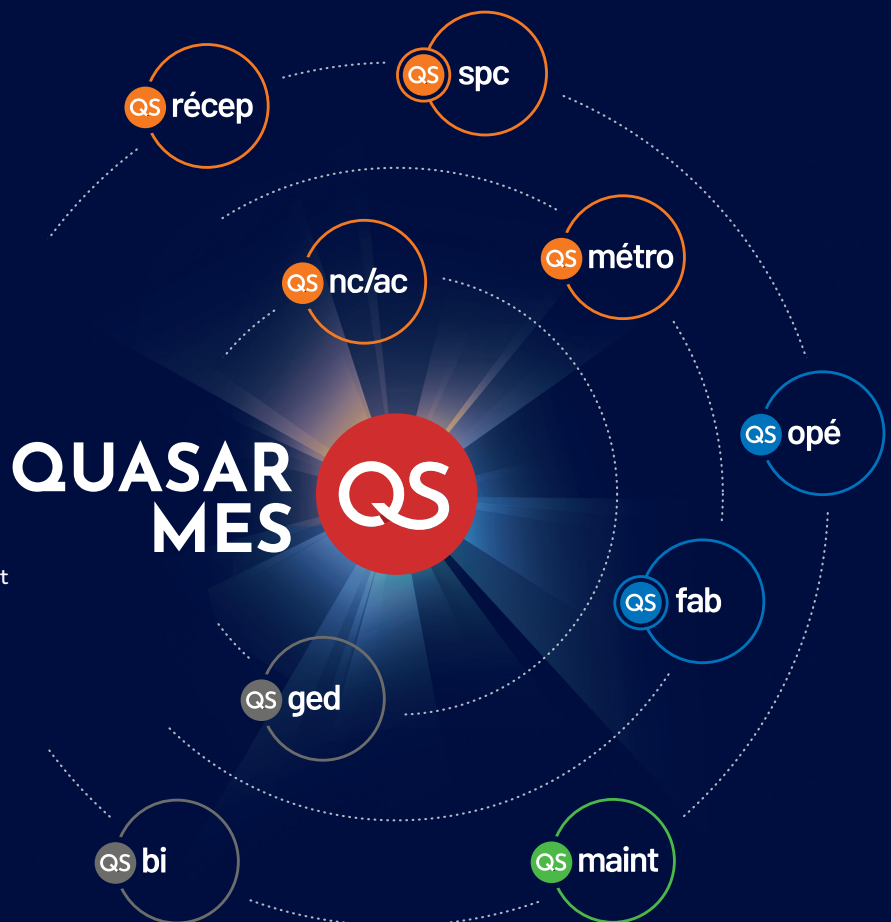 QS spc
QS récep
QS métro
QS nc/ac
QS opé
QUASAR
MES
QS
t
QS fab
QS ged
QS bi
QS maint